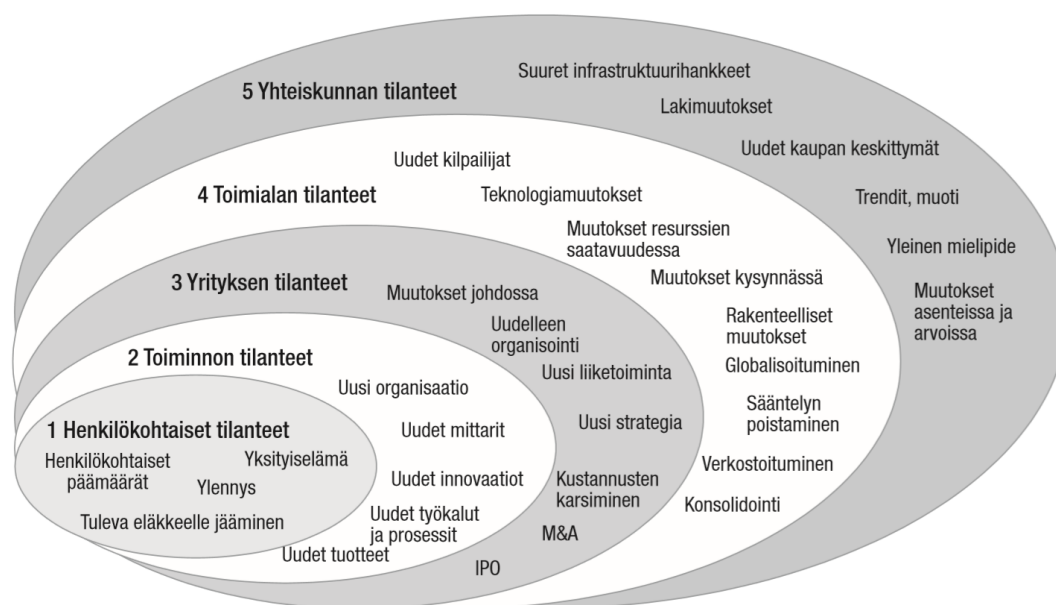 5 Yhteiskunnan tilanteet
Suuret infrastruktuurihankkeet
Lakimuutokset
Uudet kaupan keskittymät
Trendit, muoti
Yleinen mielipide
Muutokset
asenteissa ja
arvoissa
4 Toimialan tilanteet
Uudet kilpailijat
Teknologiamuutokset
Muutokset resurssien
saatavuudessa
Muutokset kysynnässä
Rakenteelliset
muutokset
Globalisoituminen
Sääntelyn
poistaminen
Verkostoituminen
Konsolidointi
3 Yrityksen tilanteet
Muutokset johdossa
Uudelleen
organisointi
Uusi liiketoiminta
Uusi strategia
Kustannusten
karsiminen
M&A
IPO
2 Toiminnon tilanteet
Uusi organisaatio
Uudet mittarit
Uudet innovaatiot
Uudet työkalut
ja prosessit
Uudet tuotteet
1 Henkilökohtaiset tilanteet
Henkilökohtaiset
päämäärät
Yksityiselämä
Ylennys
Tuleva eläkkeelle jääminen